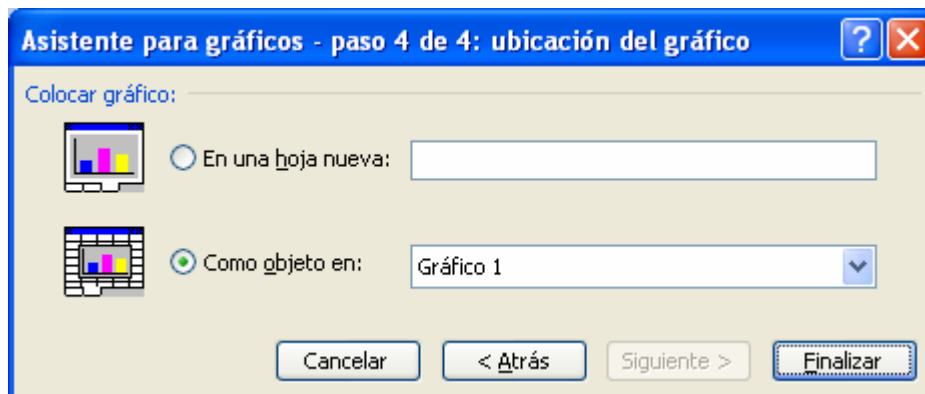 Asistente para gráficos - paso 4 de 4: ubicación del gráfico
Colocar gráfico:
En una hoja nueva:
Como objeto en: Gráfico 1
Cancelar < Atrás Siguiente > Finalizar